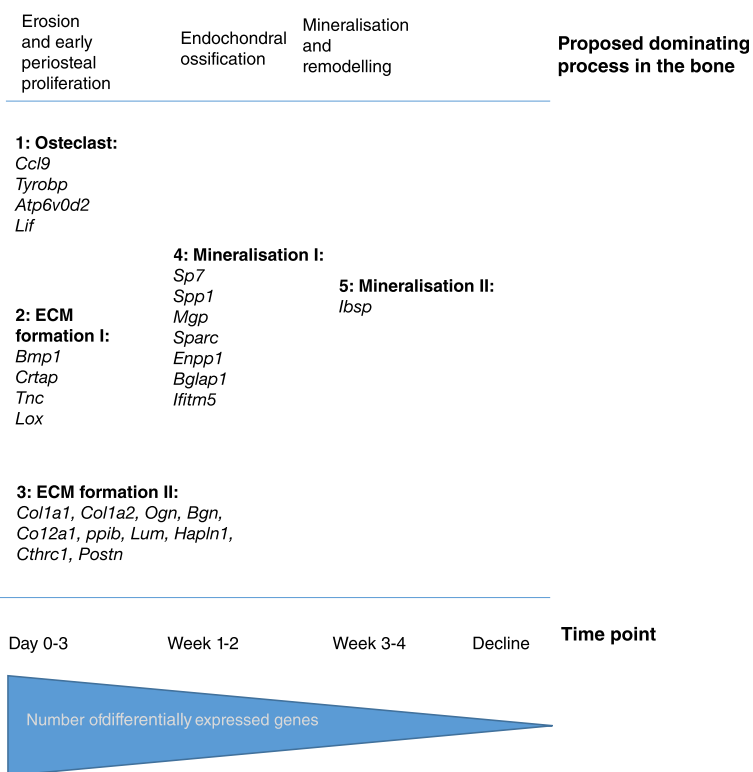 Erosion
and early
periosteal
proliferation
Endochondral
ossification
Mineralisation
and
remodelling
Proposed dominating
process in the bone
1: Osteclast:
Ccl9
Tyrobp
Atp6v0d2
Lif
2: ECM
formation I:
Bmp1
Crtap
Tnc
Lox
4: Mineralisation I:
Sp7
Spp1
Mgp
Sparc
Enpp1
Bglap1
Ifitm5
5: Mineralisation II:
Ibsp
3: ECM formation II:
Col1a1, Col1a2, Ogn, Bgn,
Co12a1, ppib, Lum, Hapln1,
Cthrc1, Postn
Day 0-3
Week 1-2
Week 3-4
Decline
Time point
Number ofdifferentially expressed genes